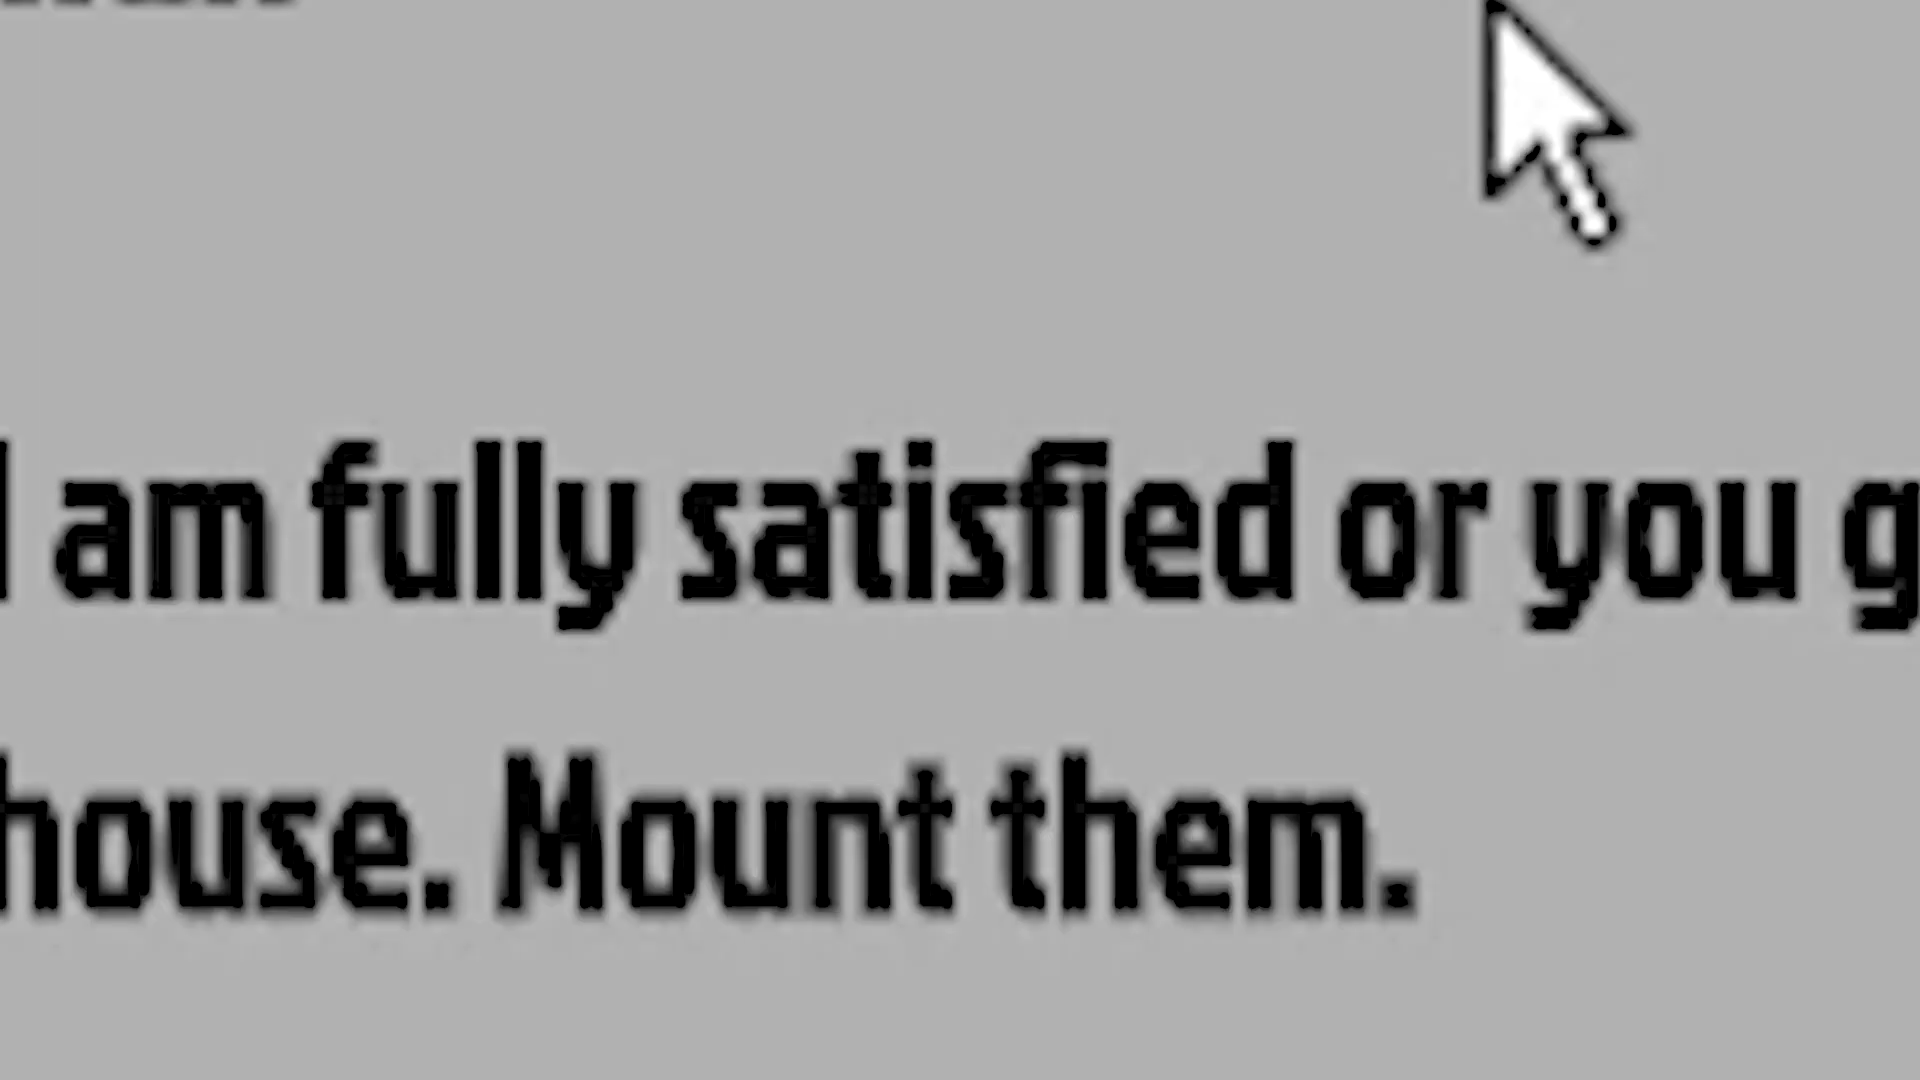 I am fully satisfied or you g
house. Mount them.